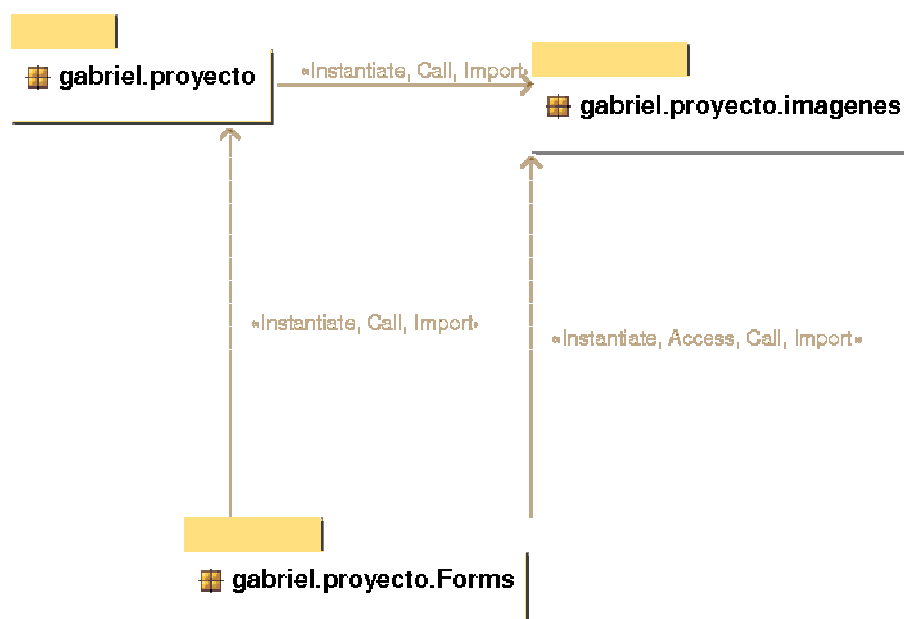 gabriel.proyecto
«Instantiate, Call, Import»
gabriel.proyecto.imagenes
«Instantiate, Call, Import»
«Instantiate, Access, Call, Import»
gabriel.proyecto.Forms